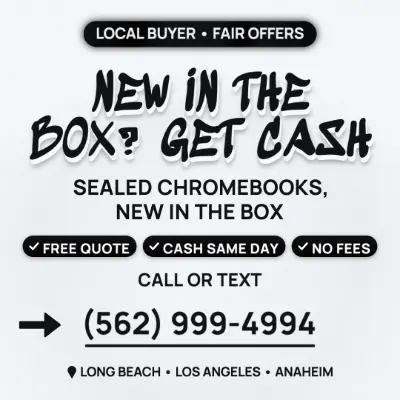 LOCAL BUYER • FAIR OFFERS
NEW IN THE
BOX? GET CASH
SEALED CHROMEBOOKS,
NEW IN THE BOX
✓ FREE QUOTE ✓ CASH SAME DAY ✓ NO FEES
CALL OR TEXT
→ (562) 999-4994
LONG BEACH • LOS ANGELES • ANAHEIM